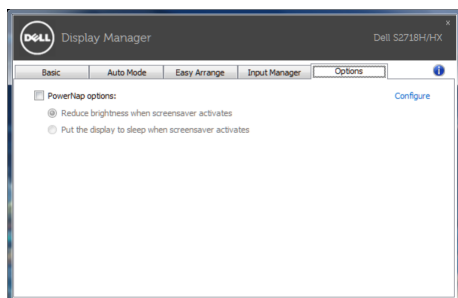 DELL Display Manager
Dell S2718H/HX
Basic Auto Mode Easy Arrange Input Manager Options
PowerNap options: Configure
Reduce brightness when screensaver activates
Put the display to sleep when screensaver activates